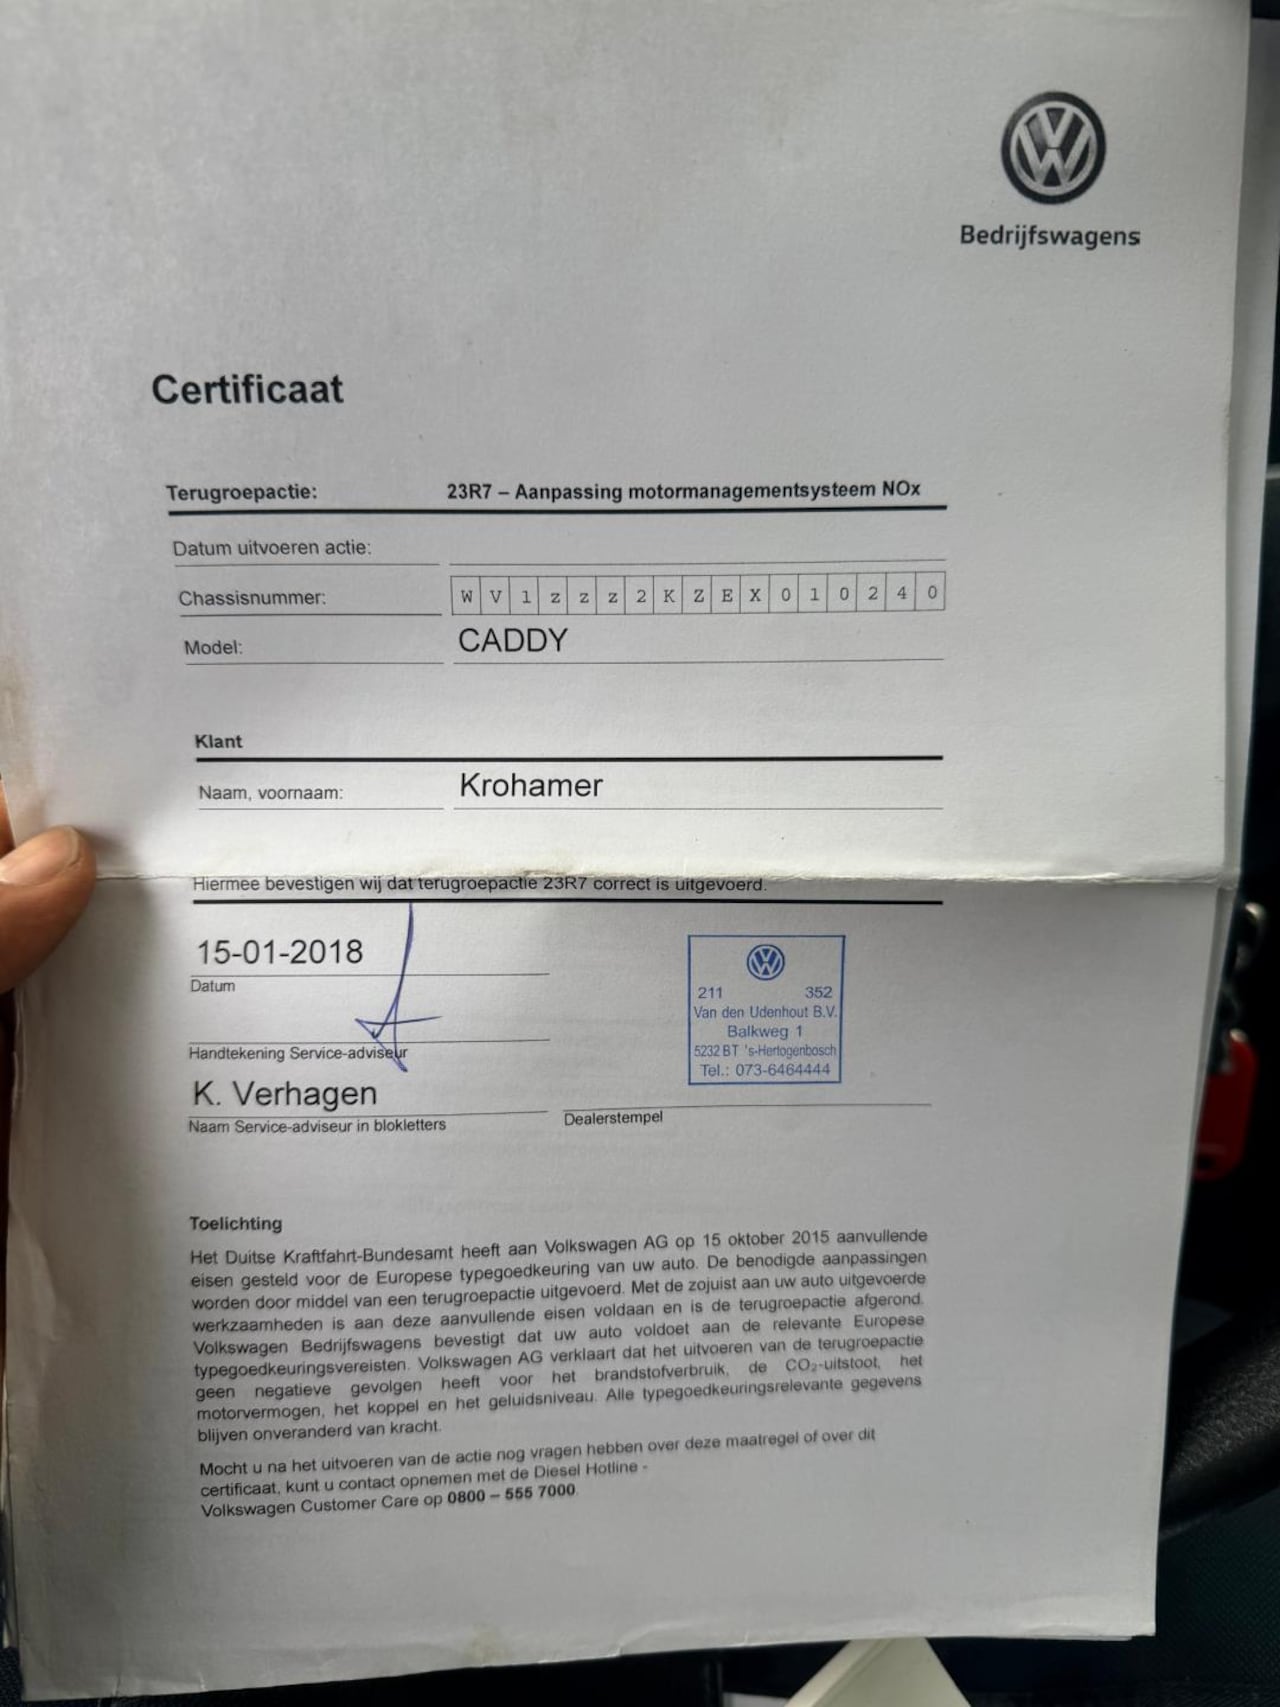 Bedrijfswagens
Certificaat
Terugroepactie: 23R7 – Aanpassing motormanagementsysteem NOx
Datum uitvoeren actie:
Chassisnummer: W V 1 z z z 2 K Z E X 0 1 0 2 4 0
Model: CADDY
Klant
Naam, voornaam: Krohamer
Hiermee bevestigen wij dat terugroepactie 23R7 correct is uitgevoerd.
15-01-2018
Datum
Handtekening Service-adviseur
K. Verhagen
Naam Service-adviseur in blokletters
211 352
Van den Udenhout B.V.
Balkweg 1
5232 BT 's-Hertogenbosch
Tel.: 073-6464444
Dealerstempel
Toelichting
Het Duitse Kraftfahrt-Bundesamt heeft aan Volkswagen AG op 15 oktober 2015 aanvullende
eisen gesteld voor de Europese typegoedkeuring van uw auto. De benodigde aanpassingen
worden door middel van een terugroepactie uitgevoerd. Met de zojuist aan uw auto uitgevoerde
werkzaamheden is aan deze aanvullende eisen voldaan en is de terugroepactie afgerond.
Volkswagen Bedrijfswagens bevestigt dat uw auto voldoet aan de relevante Europese
typegoedkeuringsvereisten. Volkswagen AG verklaart dat het uitvoeren van de terugroepactie
geen negatieve gevolgen heeft voor het brandstofverbruik, de CO₂-uitstoot, het
motorvermogen, het koppel en het geluidsniveau. Alle typegoedkeuringsrelevante gegevens
blijven onveranderd van kracht.
Mocht u na het uitvoeren van de actie nog vragen hebben over deze maatregel of over dit
certificaat, kunt u contact opnemen met de Diesel Hotline -
Volkswagen Customer Care op 0800 – 555 7000.